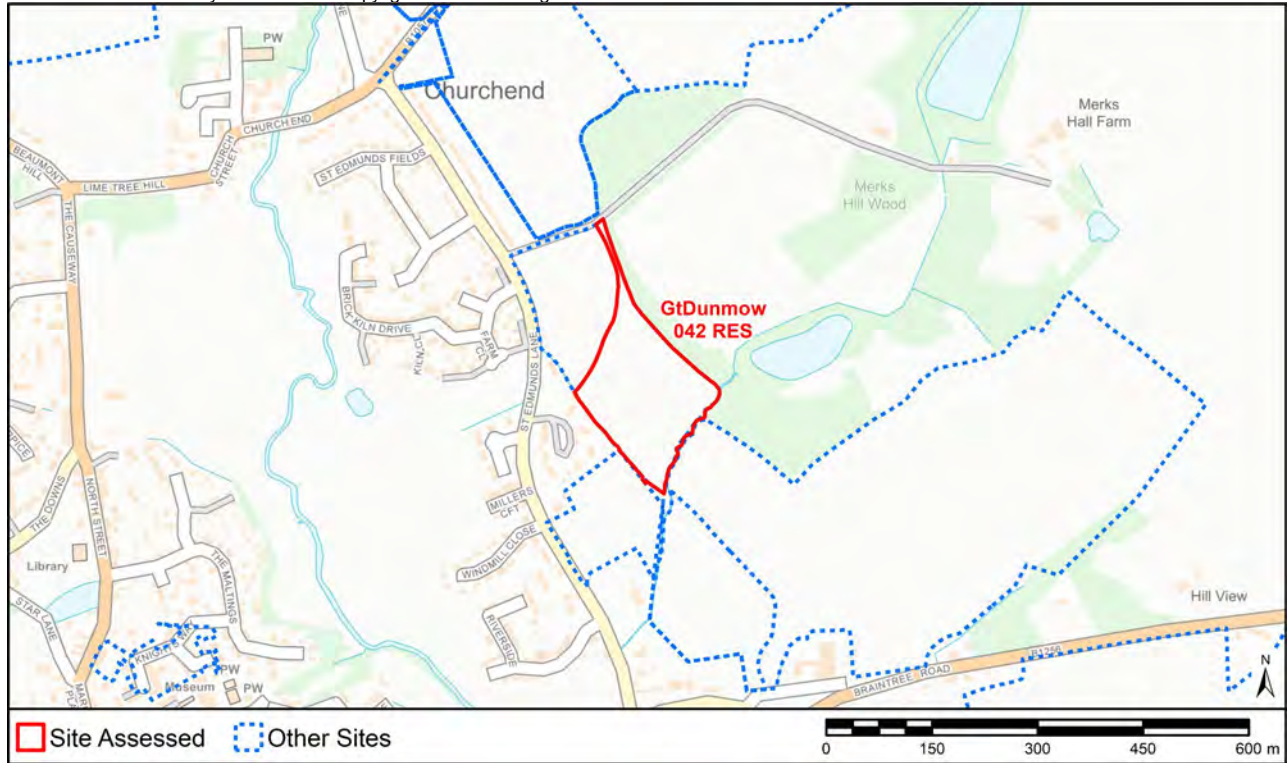 PW
B10
Churchend
CHURCH END
CHURCH
STREET
BEAUMONT
HILL
LIME TREE HILL
THE CAUSEWAY
ST EDMUNDS FIELDS
Merks
Hall Farm
Merks
Hill Wood
GtDunmow
042 RES
BRICK KILN DRIVE
KILN CL
FARM
CL
ST EDMUNDS LANE
THE DOWNS
NORTH STREET
MILLERS
CFT
WINDMILL CLOSE
Library
THE MALTINGS
STAR LANE
RIVERSIDE
KNIGHTS WAY
PW
Museum
PW
Hill View
B1256
BRAINTREE ROAD
N
Site Assessed
Other Sites
0 150 300 450 600 m